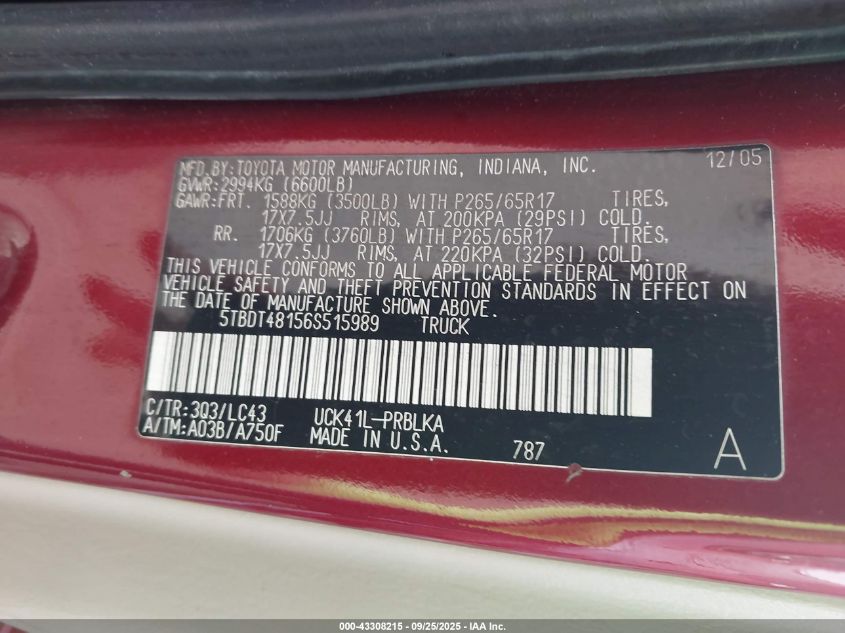 MFD.BY:TOYOTA MOTOR MANUFACTURING, INDIANA, INC. 12/05
GVWR:2994KG (6600LB)
GAWR:FRT. 1588KG (3500LB) WITH P265/65R17 TIRES,
17X7.5JJ RIMS, AT 200KPA (29PSI) COLD.
RR. 1706KG (3760LB) WITH P265/65R17 TIRES,
17X7.5JJ RIMS, AT 220KPA (32PSI) COLD.
THIS VEHICLE CONFORMS TO ALL APPLICABLE FEDERAL MOTOR
VEHICLE SAFETY AND THEFT PREVENTION STANDARDS IN EFFECT ON
THE DATE OF MANUFACTURE SHOWN ABOVE.
5TBDT48156S515989 TRUCK
C/TR:3Q3/LC43 UCK41L-PRBLKA
A/TM:A03B/A750F MADE IN U.S.A. 787 A
000-43308215 - 09/25/2025 - IAA Inc.